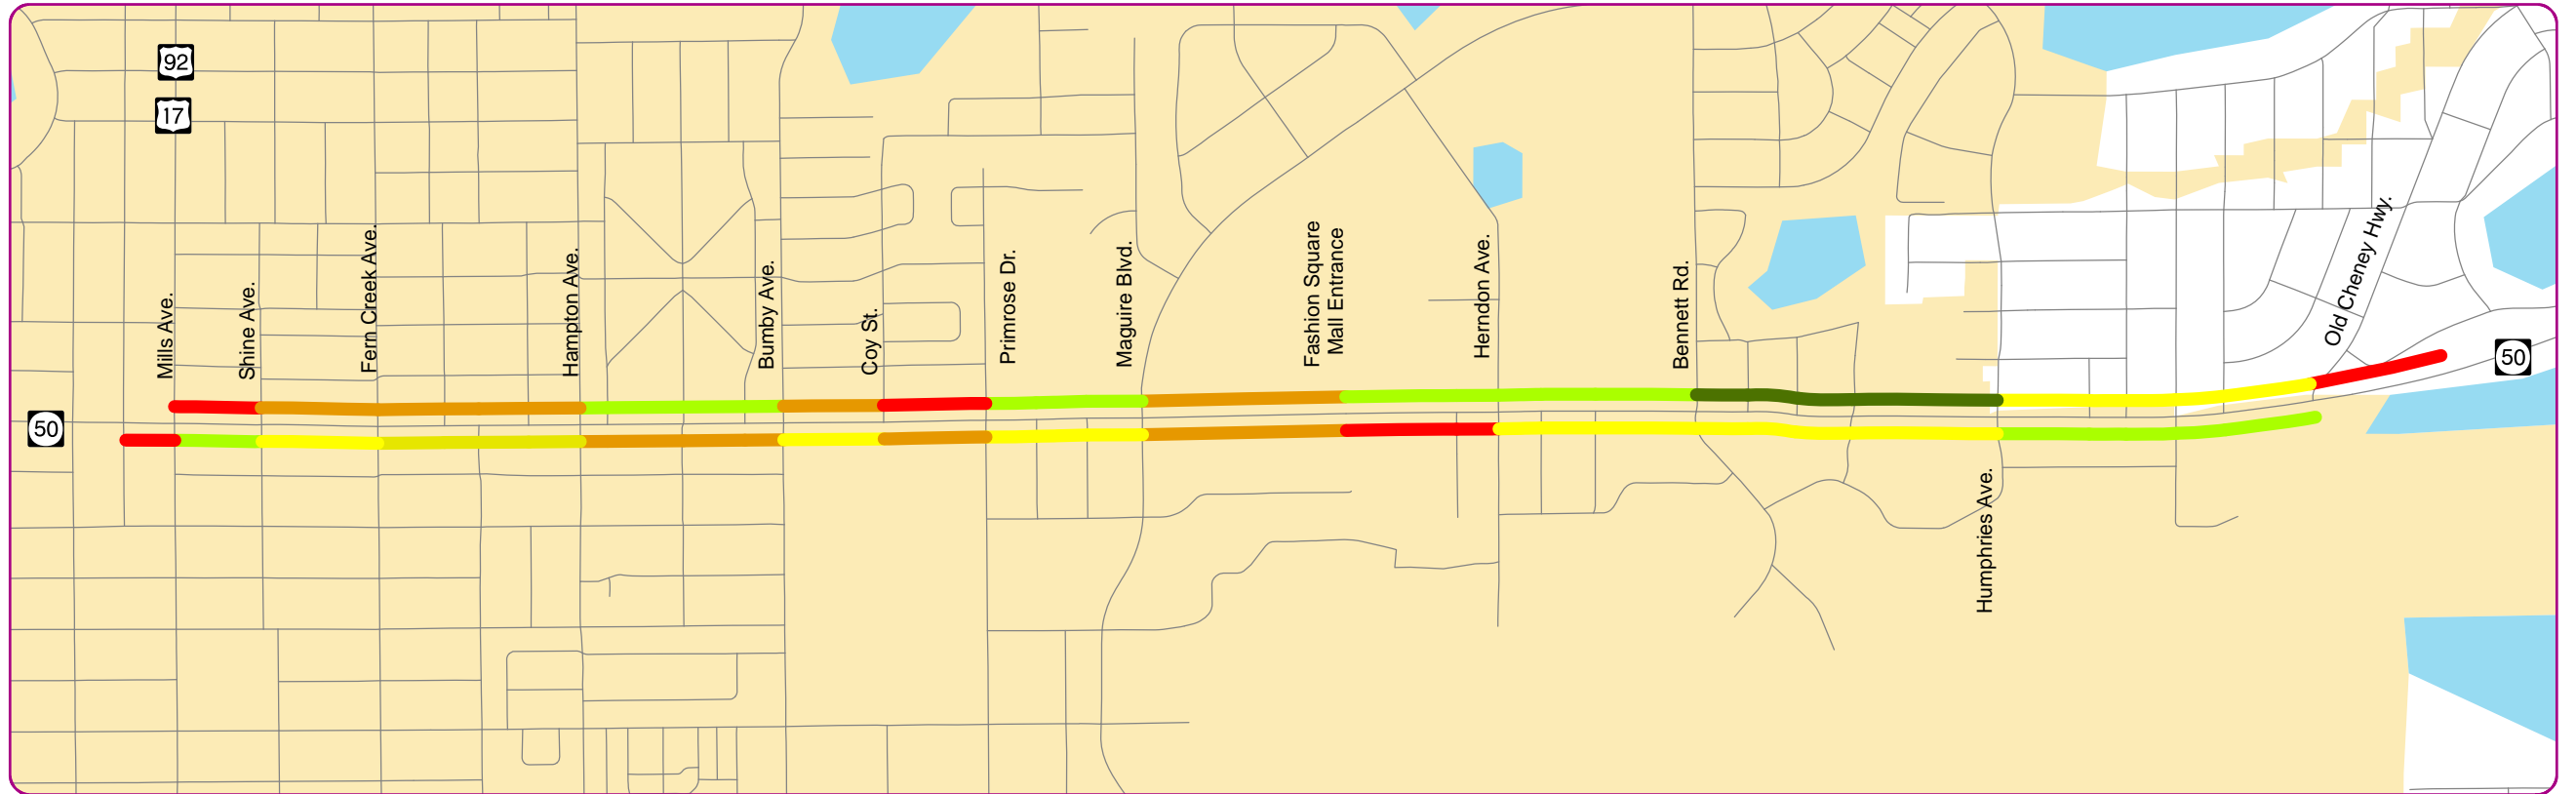 92
17
50
Mills Ave.
Shine Ave.
Fern Creek Ave.
Hampton Ave.
Bumby Ave.
Coy St.
Primrose Dr.
Maguire Blvd.
Fashion Square
Mall Entrance
Herndon Ave.
Bennett Rd.
Humphries Ave.
Old Cheney Hwy.
50